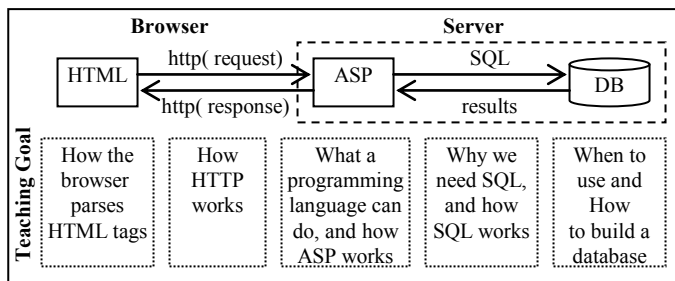 Browser
Server
http( request)
SQL
HTML
ASP
DB
http( response)
results
Teaching Goal
How the
browser
parses
HTML tags
How
HTTP
works
What a
programming
language can
do, and how
ASP works
Why we
need SQL,
and how
SQL works
When to
use and
How
to build a
database